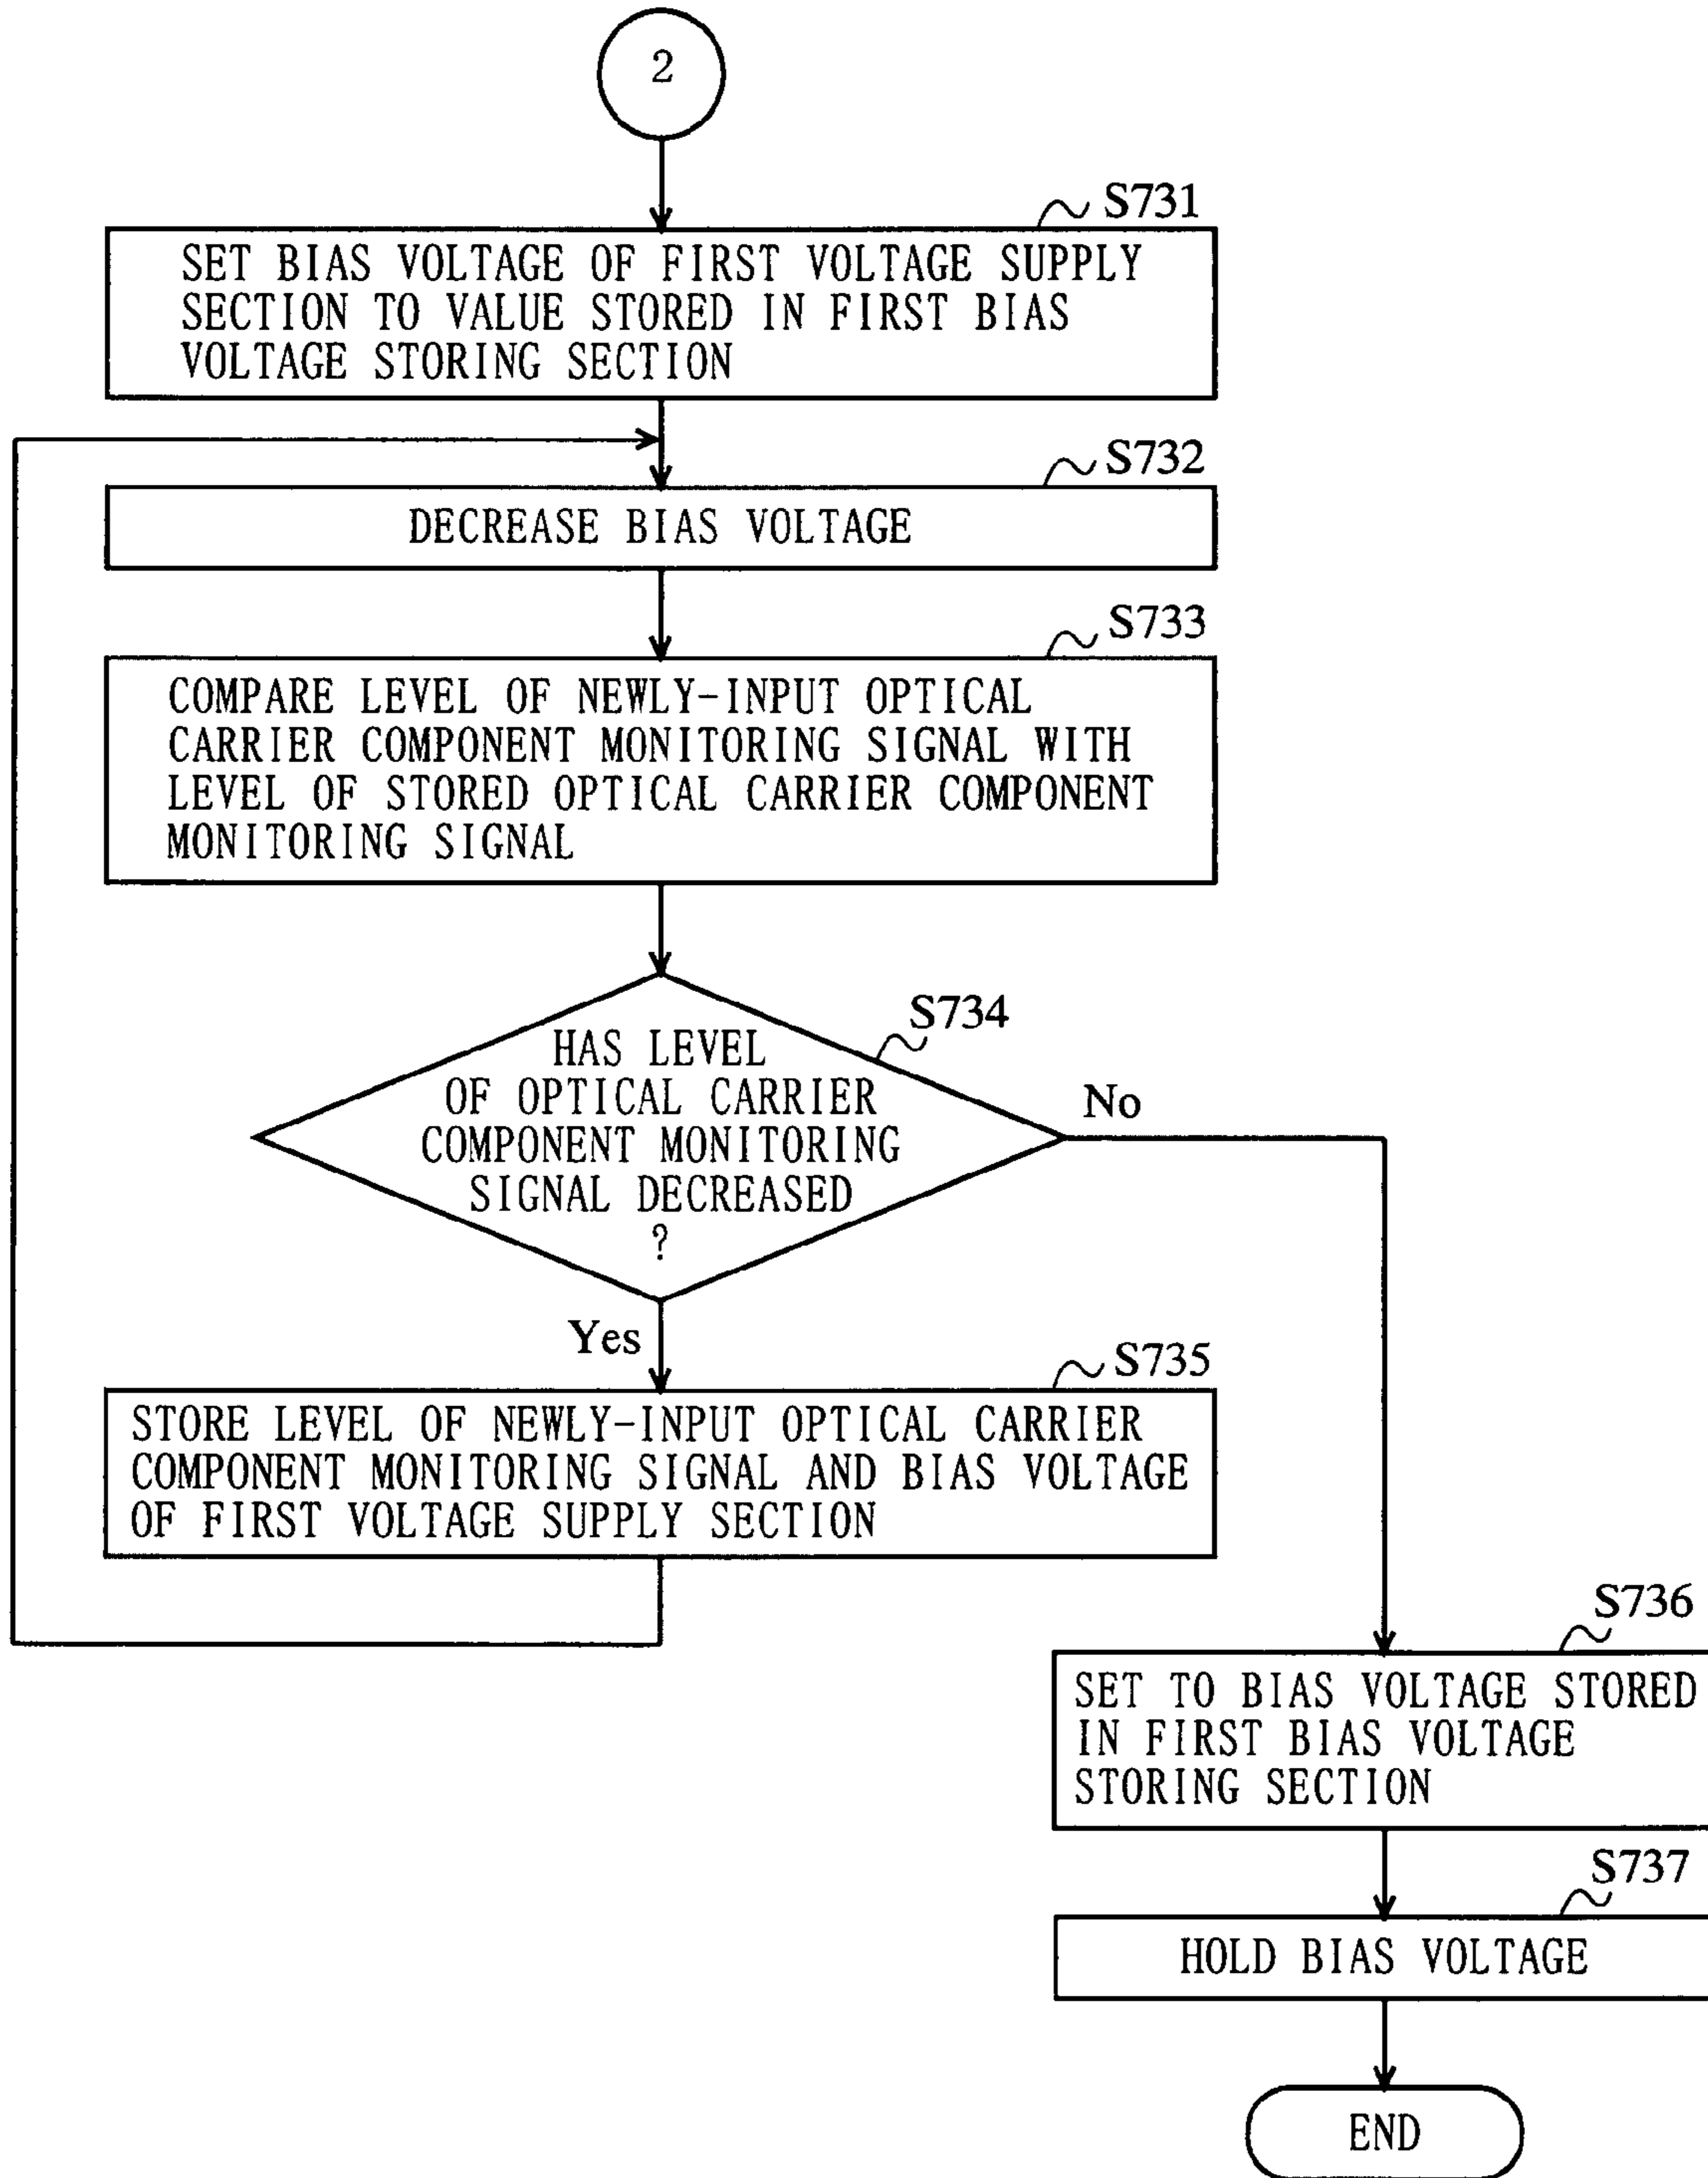 2
S731
SET BIAS VOLTAGE OF FIRST VOLTAGE SUPPLY
SECTION TO VALUE STORED IN FIRST BIAS
VOLTAGE STORING SECTION
S732
DECREASE BIAS VOLTAGE
S733
COMPARE LEVEL OF NEWLY-INPUT OPTICAL
CARRIER COMPONENT MONITORING SIGNAL WITH
LEVEL OF STORED OPTICAL CARRIER COMPONENT
MONITORING SIGNAL
S734
HAS LEVEL
OF OPTICAL CARRIER
COMPONENT MONITORING
SIGNAL DECREASED
?
No
Yes
S735
STORE LEVEL OF NEWLY-INPUT OPTICAL CARRIER
COMPONENT MONITORING SIGNAL AND BIAS VOLTAGE
OF FIRST VOLTAGE SUPPLY SECTION
S736
SET TO BIAS VOLTAGE STORED
IN FIRST BIAS VOLTAGE
STORING SECTION
S737
HOLD BIAS VOLTAGE
END